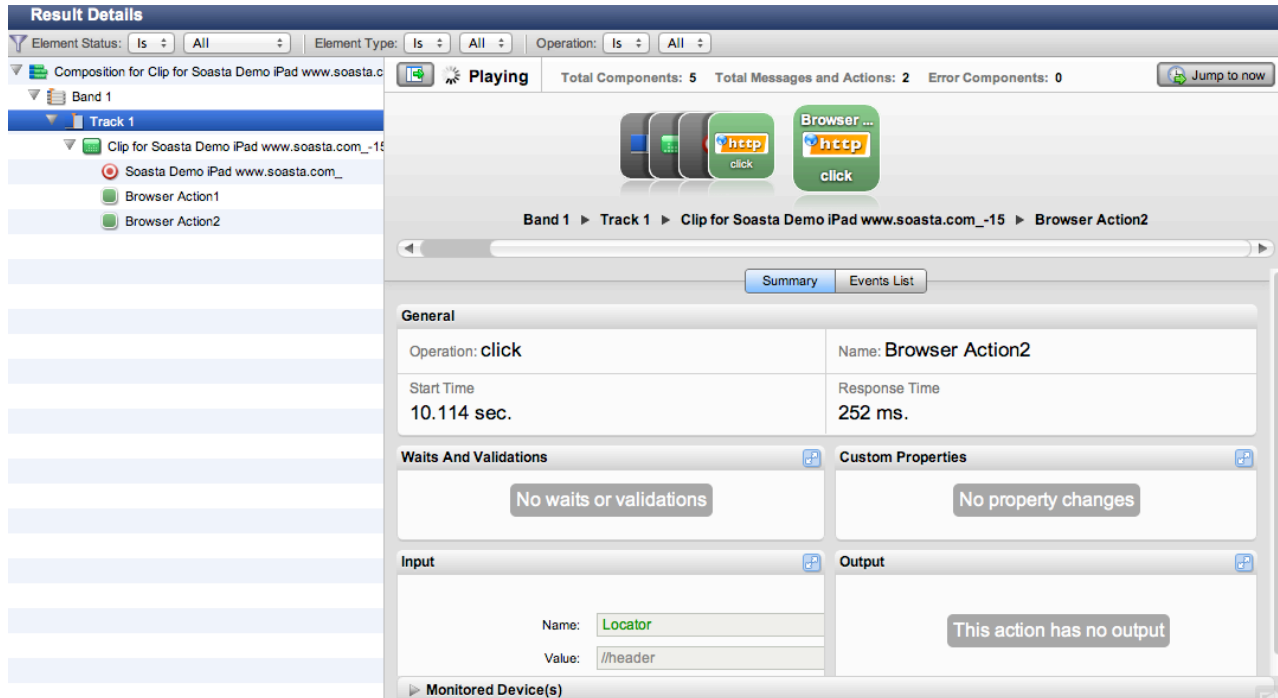 Result Details
Element Status: Is All Element Type: Is All Operation: Is All
Composition for Clip for Soasta Demo iPad www.soasta.c
Band 1
Track 1
Clip for Soasta Demo iPad www.soasta.com_-15
Soasta Demo iPad www.soasta.com_
Browser Action1
Browser Action2
Playing Total Components: 5 Total Messages and Actions: 2 Error Components: 0 Jump to now
http
click
Browser ...
http
click
Band 1 ▶ Track 1 ▶ Clip for Soasta Demo iPad www.soasta.com_-15 ▶ Browser Action2
Summary Events List
General
Operation: click Name: Browser Action2
Start Time Response Time
10.114 sec. 252 ms.
Waits And Validations Custom Properties
No waits or validations No property changes
Input Output
Name: Locator
This action has no output
Value: //header
Monitored Device(s)